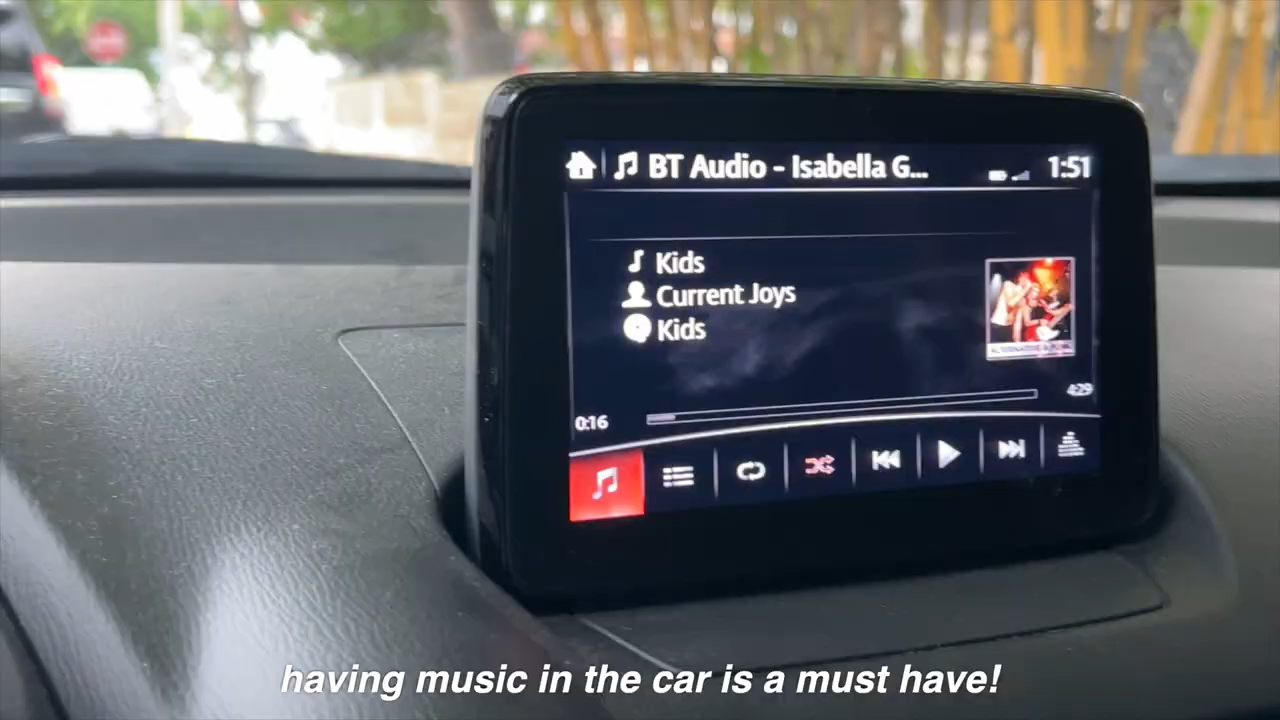 BT Audio - Isabella G...
1:51
Kids
Current Joys
Kids
0:16
4:29
having music in the car is a must have!